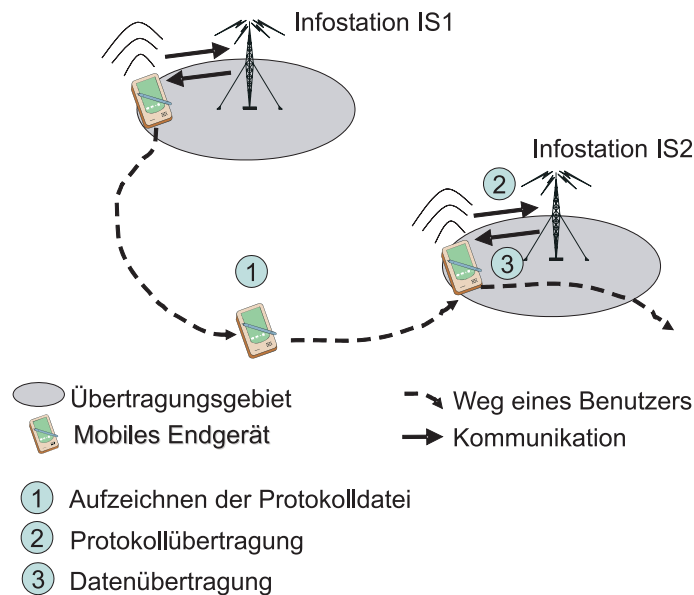 Infostation IS1
Infostation IS2
2
3
1
Übertragungsgebiet
Weg eines Benutzers
Mobiles Endgerät
Kommunikation
1 Aufzeichnen der Protokolldatei
2 Protokollübertragung
3 Datenübertragung